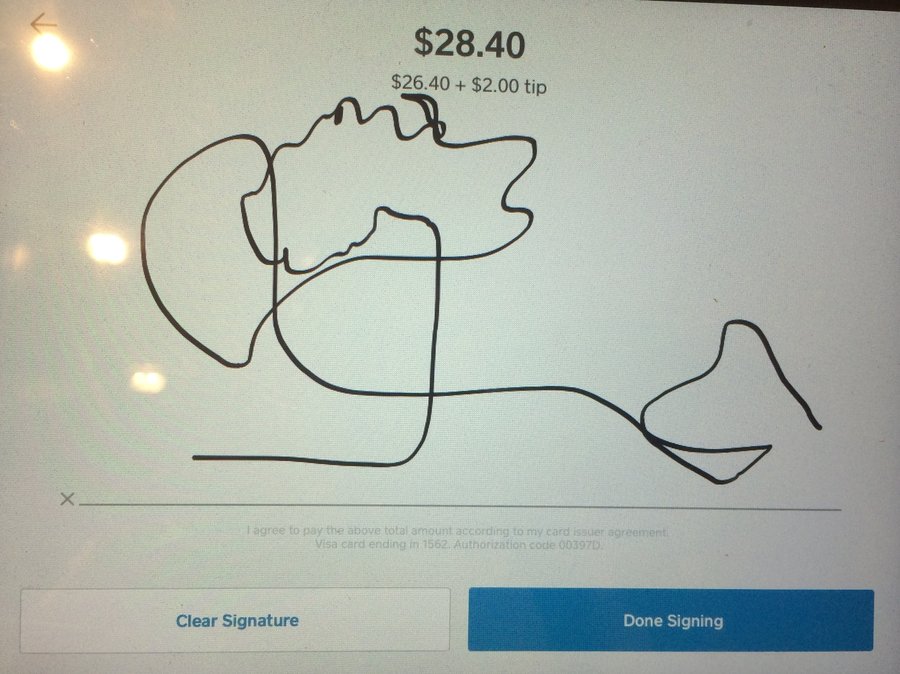 $28.40
$26.40 + $2.00 tip
×
I agree to pay the above total amount according to my card issuer agreement.
Visa card ending in 1562. Authorization code 00397D.
Clear Signature
Done Signing